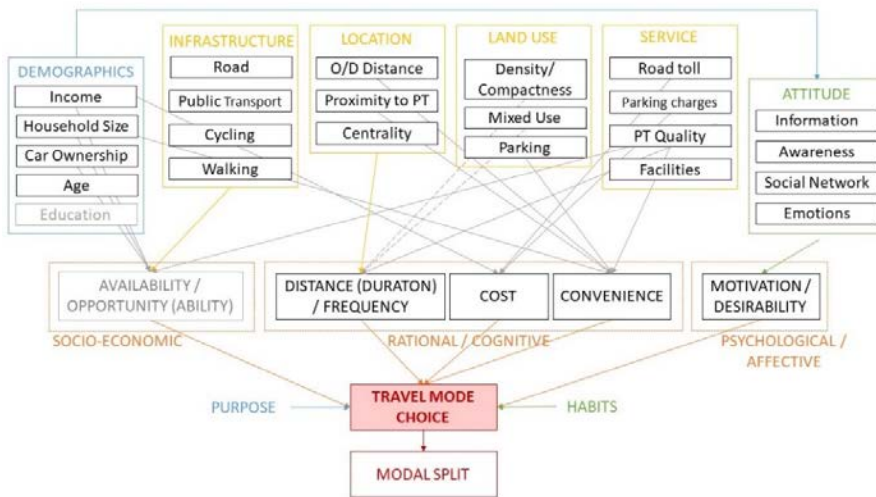 INFRASTRUCTURE
LOCATION
LAND USE
SERVICE
DEMOGRAPHICS
ATTITUDE
Income
Household Size
Car Ownership
Age
Education
Road
Public Transport
Cycling
Walking
O/D Distance
Proximity to PT
Centrality
Density/
Compactness
Mixed Use
Parking
Road toll
Parking charges
PT Quality
Facilities
Information
Awareness
Social Network
Emotions
AVAILABILITY /
OPPORTUNITY (ABILITY)
DISTANCE (DURATON)
/ FREQUENCY
COST
CONVENIENCE
MOTIVATION /
DESIRABILITY
SOCIO-ECONOMIC
RATIONAL / COGNITIVE
PSYCHOLOGICAL /
AFFECTIVE
PURPOSE
TRAVEL MODE
CHOICE
HABITS
MODAL SPLIT